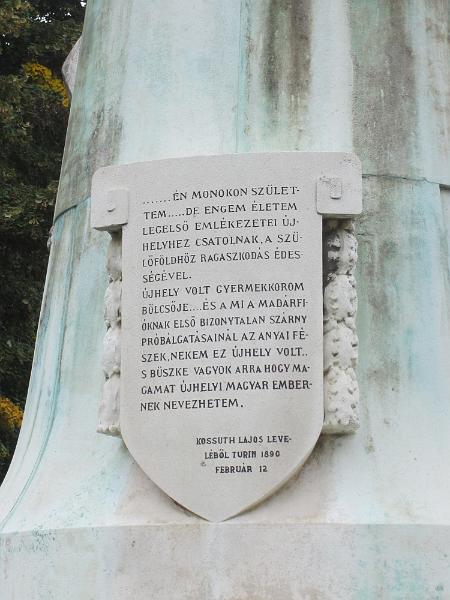 .......ÉN MONOKON SZÜLET-
TEM.....DE ENGEM ÉLETEM
LEGELSŐ EMLÉKEZETEI ÚJ-
HELYHEZ CSATOLNAK, A SZÜ-
LŐFÖLDHÖZ RAGASZKODÁS ÉDES-
SÉGÉVEL.
ÚJHELY VOLT GYERMEKKOROM
BÖLCSŐJE....ÉS A MI A MADÁRFI-
ÓKNAK ELSŐ BIZONYTALAN SZÁRNY
PRÓBÁLGATÁSAINÁL AZ ANYAI FÉ-
SZEK, NEKEM EZ ÚJHELY VOLT..
S BÜSZKE VAGYOK ARRA HOGY MA-
GAMAT ÚJHELYI MAGYAR EMBER-
NEK NEVEZHETEM.
KOSSUTH LAJOS LEVE-
LÉBŐL TURIN 1890
FEBRUÁR 12